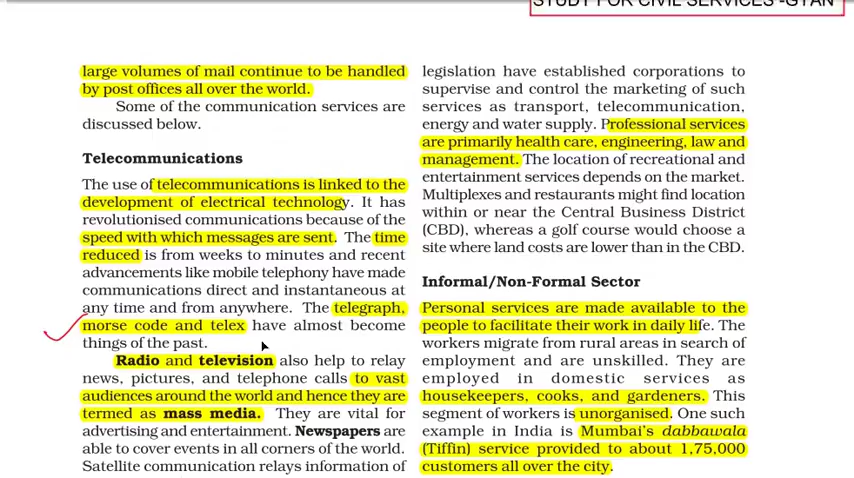 STUDY FOR CIVIL SERVICES -GYAN
large volumes of mail continue to be handled
by post offices all over the world.
Some of the communication services are
discussed below.
Telecommunications
The use of telecommunications is linked to the
development of electrical technology. It has
revolutionised communications because of the
speed with which messages are sent. The time
reduced is from weeks to minutes and recent
advancements like mobile telephony have made
communications direct and instantaneous at
any time and from anywhere. The telegraph,
morse code and telex have almost become
things of the past.
Radio and television also help to relay
news, pictures, and telephone calls to vast
audiences around the world and hence they are
termed as mass media. They are vital for
advertising and entertainment. Newspapers are
able to cover events in all corners of the world.
Satellite communication relays information of
legislation have established corporations to
supervise and control the marketing of such
services as transport, telecommunication,
energy and water supply. Professional services
are primarily health care, engineering, law and
management. The location of recreational and
entertainment services depends on the market.
Multiplexes and restaurants might find location
within or near the Central Business District
(CBD), whereas a golf course would choose a
site where land costs are lower than in the CBD.
Informal/Non-Formal Sector
Personal services are made available to the
people to facilitate their work in daily life. The
workers migrate from rural areas in search of
employment and are unskilled. They are
employed in domestic services as
housekeepers, cooks, and gardeners. This
segment of workers is unorganised. One such
example in India is Mumbai's dabbawala
(Tiffin) service provided to about 1,75,000
customers all over the city.